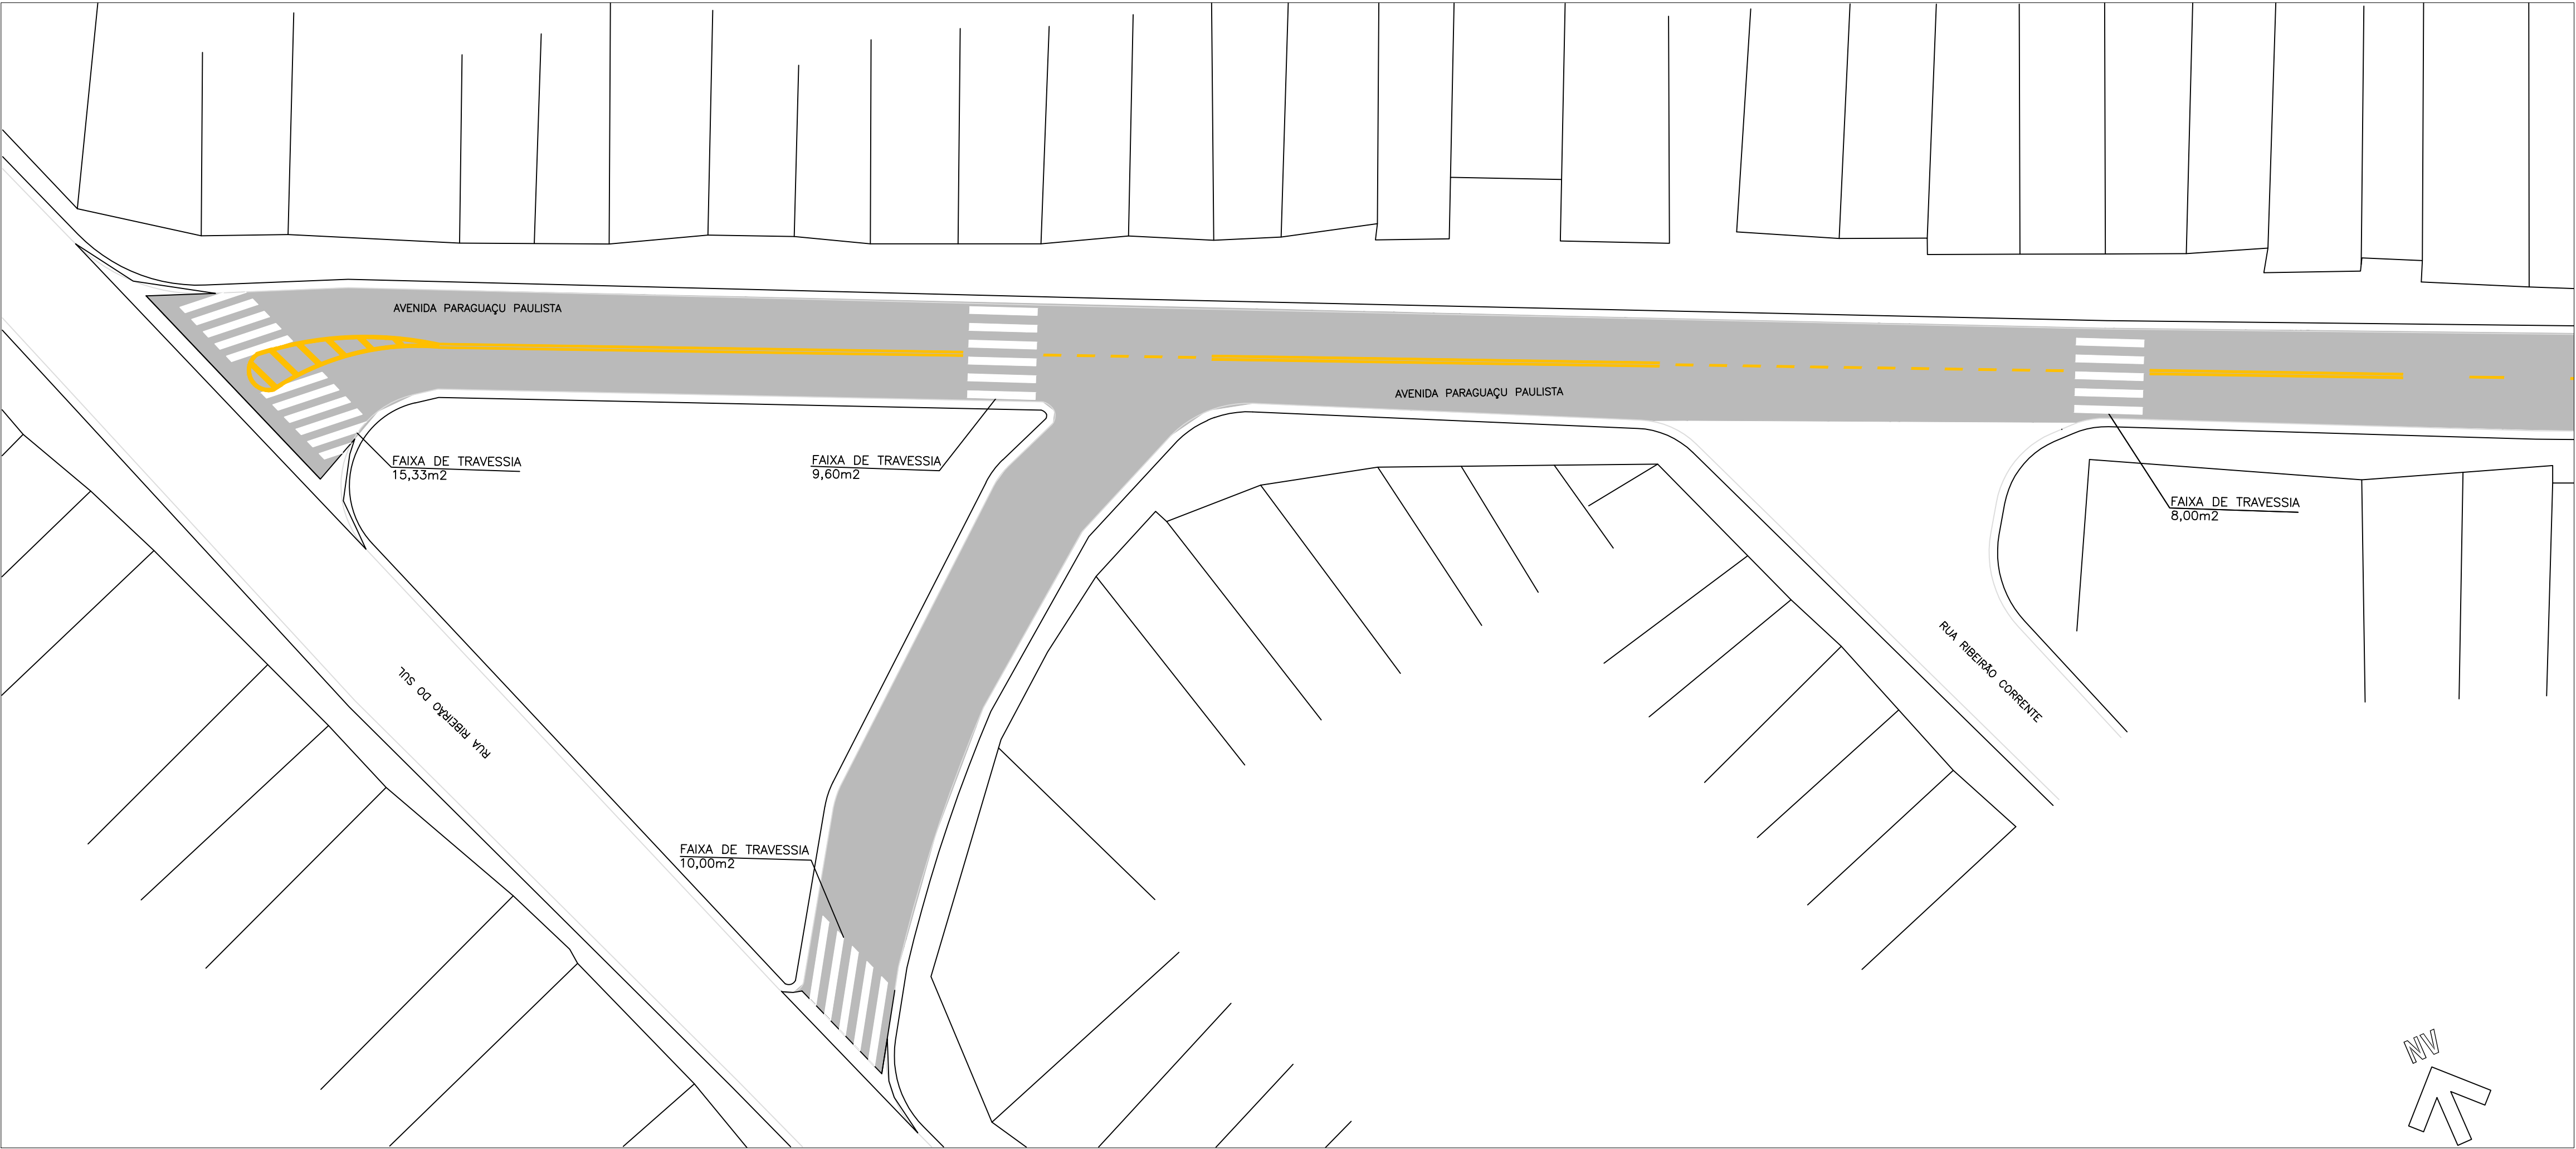 AVENIDA PARAGUAÇU PAULISTA
AVENIDA PARAGUAÇU PAULISTA
FAIXA DE TRAVESSIA
15,33m2
FAIXA DE TRAVESSIA
9,60m2
FAIXA DE TRAVESSIA
8,00m2
RUA RIBEIRÃO CORRENTE
RUA RIBEIRÃO DO SUL
FAIXA DE TRAVESSIA
10,00m2
NV